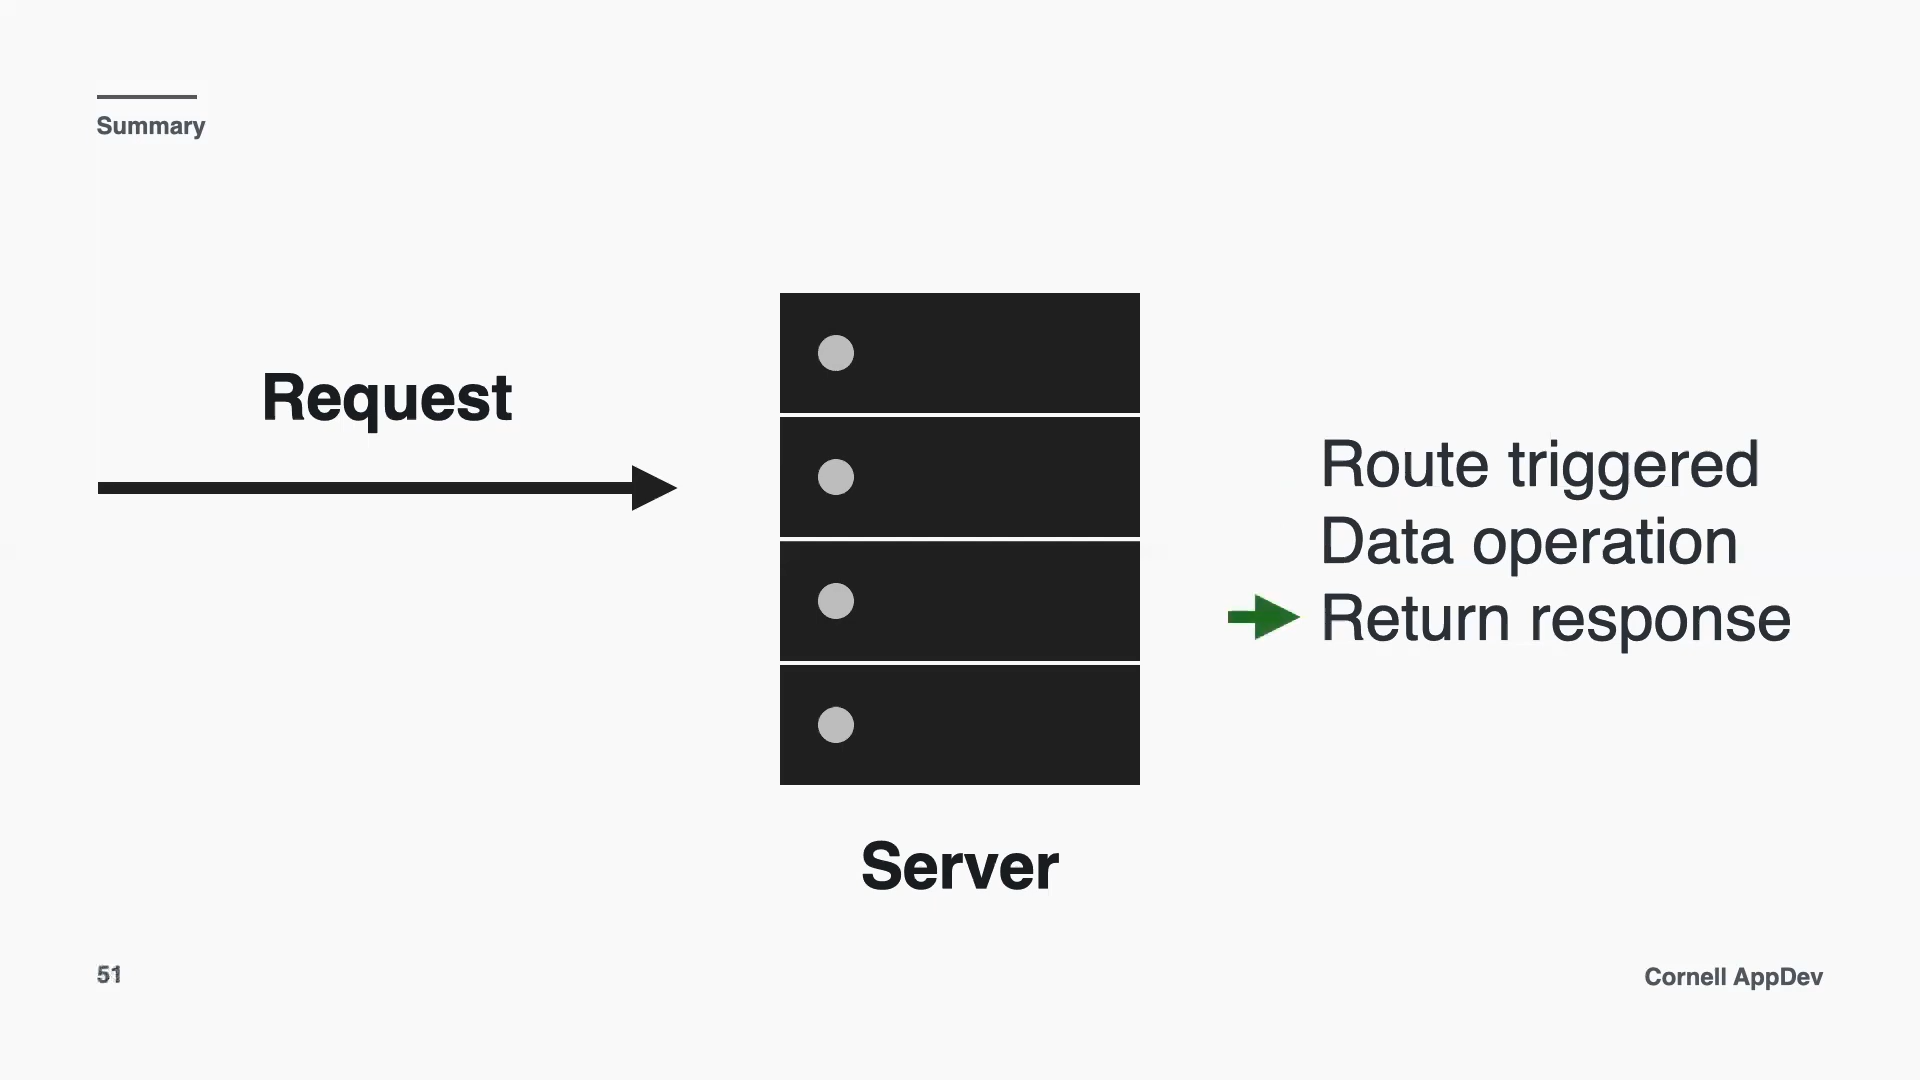 Summary
Request
Route triggered
Data operation
Return response
Server
51
Cornell AppDev